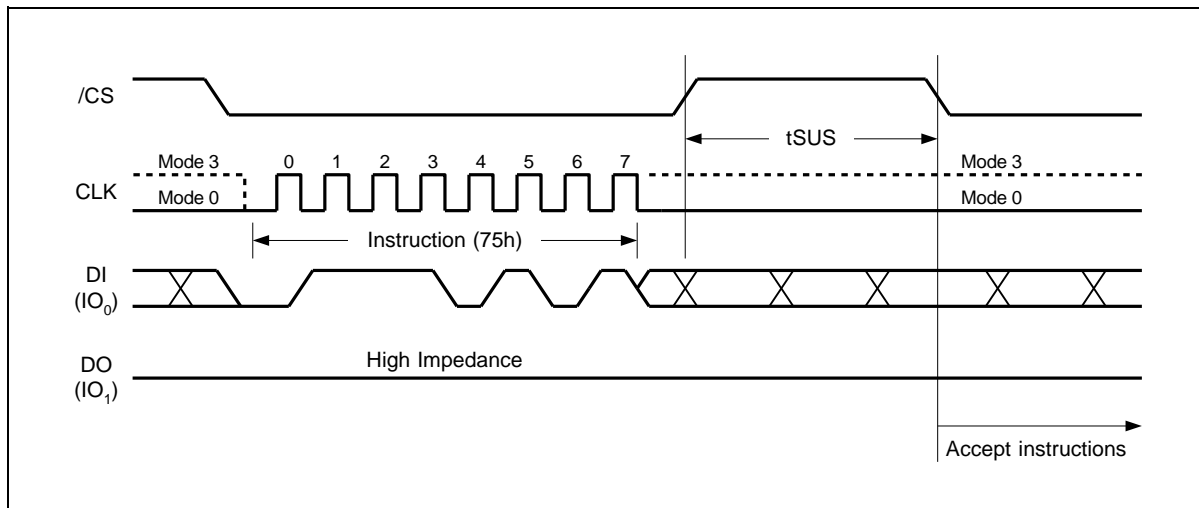 /CS
tSUS
Mode 3
0 1 2 3 4 5 6 7
Mode 3
CLK
Mode 0
Mode 0
Instruction (75h)
DI
(IO0)
High Impedance
DO
(IO1)
Accept instructions